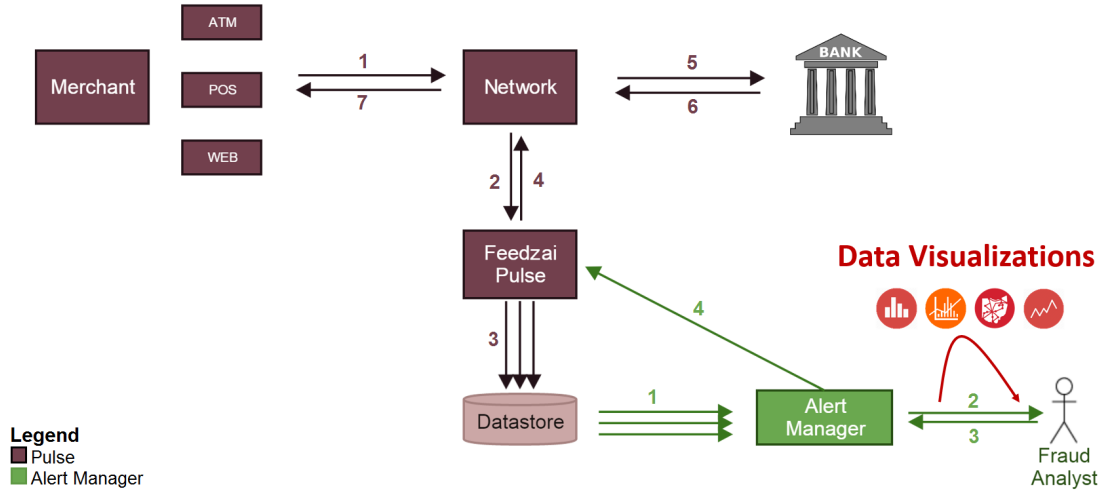 ATM
Merchant
POS
WEB
1
7
Network
5
6
BANK
2
4
Feedzai
Pulse
3
Datastore
1
4
Data Visualizations
Alert
Manager
2
3
Fraud
Analyst
Legend
Pulse
Alert Manager